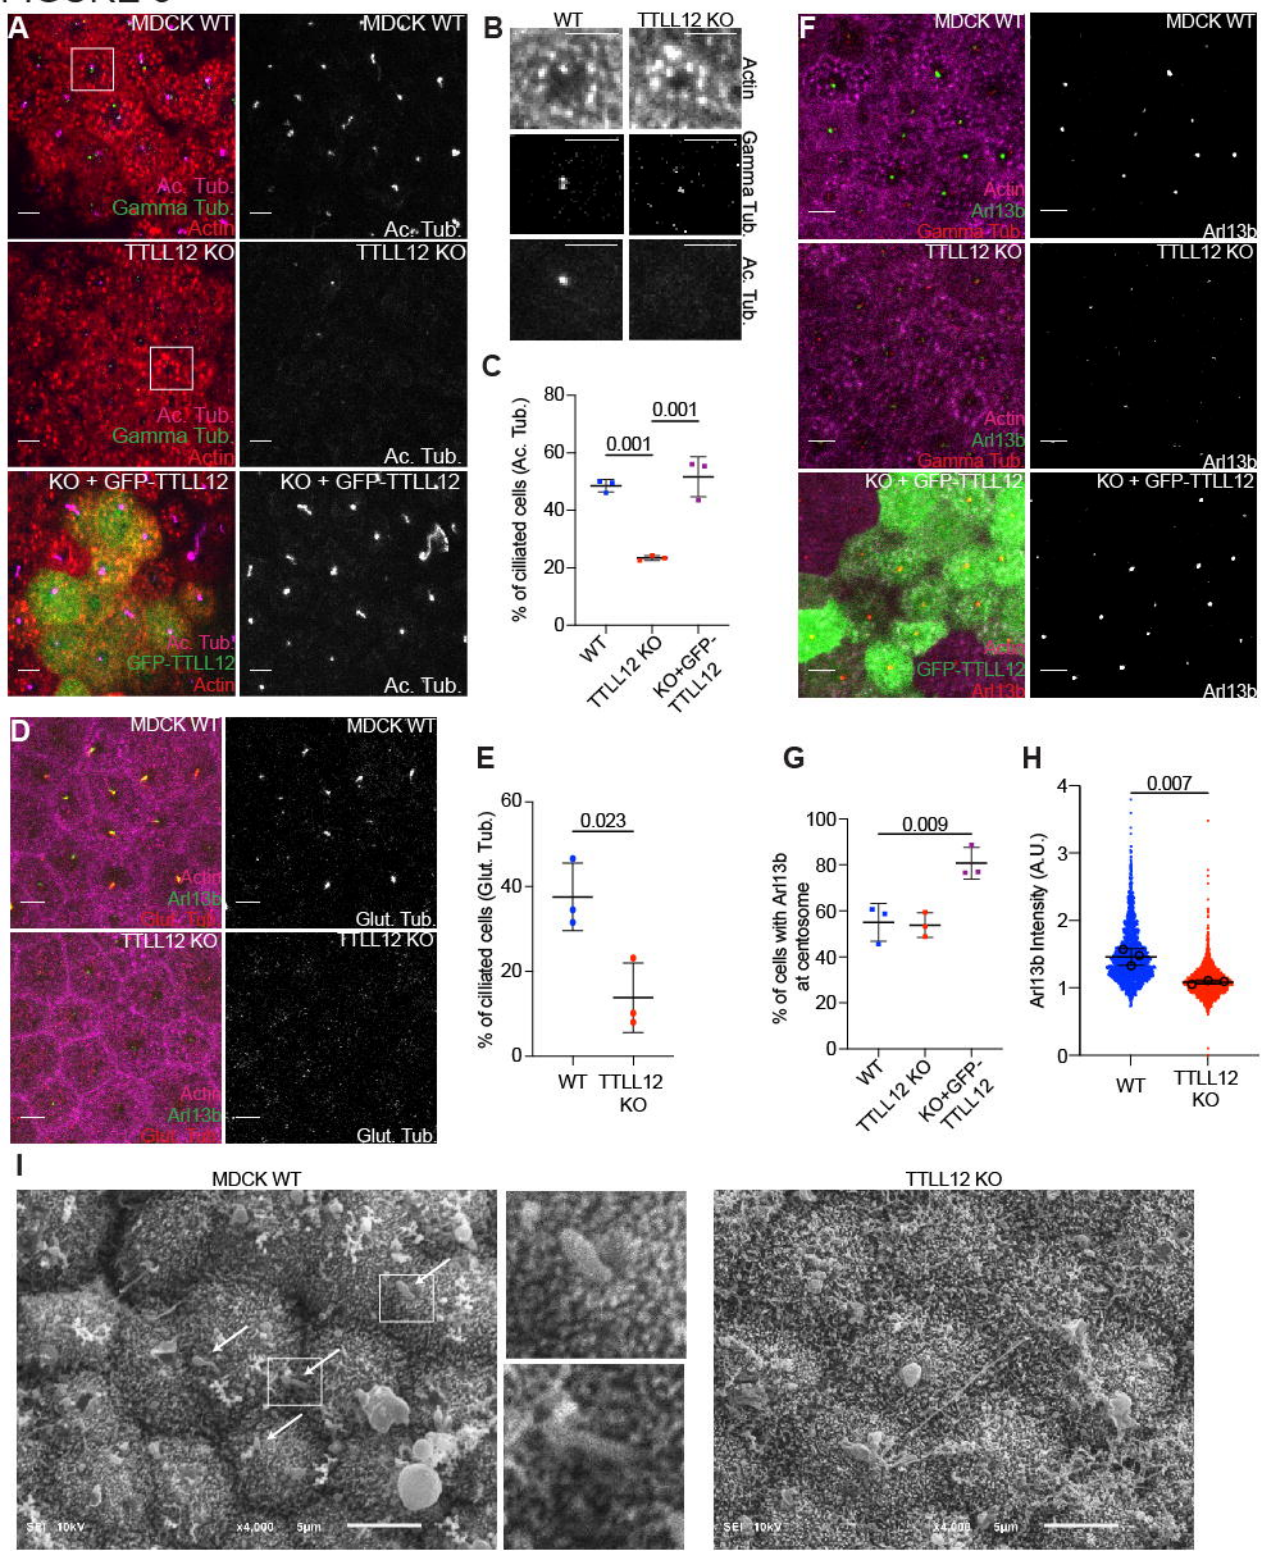 A
MDCK WT
MDCK WT
Ac. Tub.
Gamma Tub.
Actin
Ac. Tub.
TTLL12 KO
TTLL12 KO
Ac. Tub.
Gamma Tub.
Actin
Ac. Tub.
KO + GFP-TTLL12
KO + GFP-TTLL12
Ac. Tub.
GFP-TTLL12
Actin
Ac. Tub.
B
WT
TTLL12 KO
Actin
Gamma Tub.
Ac. Tub.
C
% of cilliated cells (Ac. Tub.)
80
60
40
20
0
0.001
0.001
WT
TTLL12 KO
KO+GFP-
TTLL12
F
MDCK WT
MDCK WT
Actin
Arl13b
Gamma Tub.
Arl13b
TTLL12 KO
TTLL12 KO
Actin
Arl13b
Gamma Tub.
Arl13b
KO + GFP-TTLL12
KO + GFP-TTLL12
Actin
GFP-TTLL12
Arl13b
Arl13b
D
MDCK WT
MDCK WT
Actin
Arl13b
Glut. Tub.
Glut. Tub.
TTLL12 KO
TTLL12 KO
Actin
Arl13b
Glut. Tub.
Glut. Tub.
E
% of cilliated cells (Glut. Tub.)
60
40
20
0
0.023
WT
TTLL12
KO
G
% of cells with Arl13b
at centosome
100
80
60
40
20
0
0.009
WT
TTLL12 KO
KO+GFP-
TTLL12
H
Arl13b Intensity (A.U.)
4
3
2
1
0
0.007
WT
TTLL12
KO
I
MDCK WT
TTLL12 KO
SEI 10kV x4,000 5µm
SEI 10kV x4,000 5µm